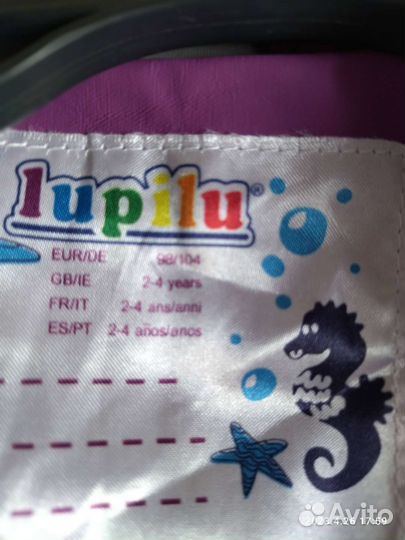 lupilu®
EUR/DE 98/104
GB/IE 2-4 years
FR/IT 2-4 ans/anni
ES/PT 2-4 años/anos
Avito